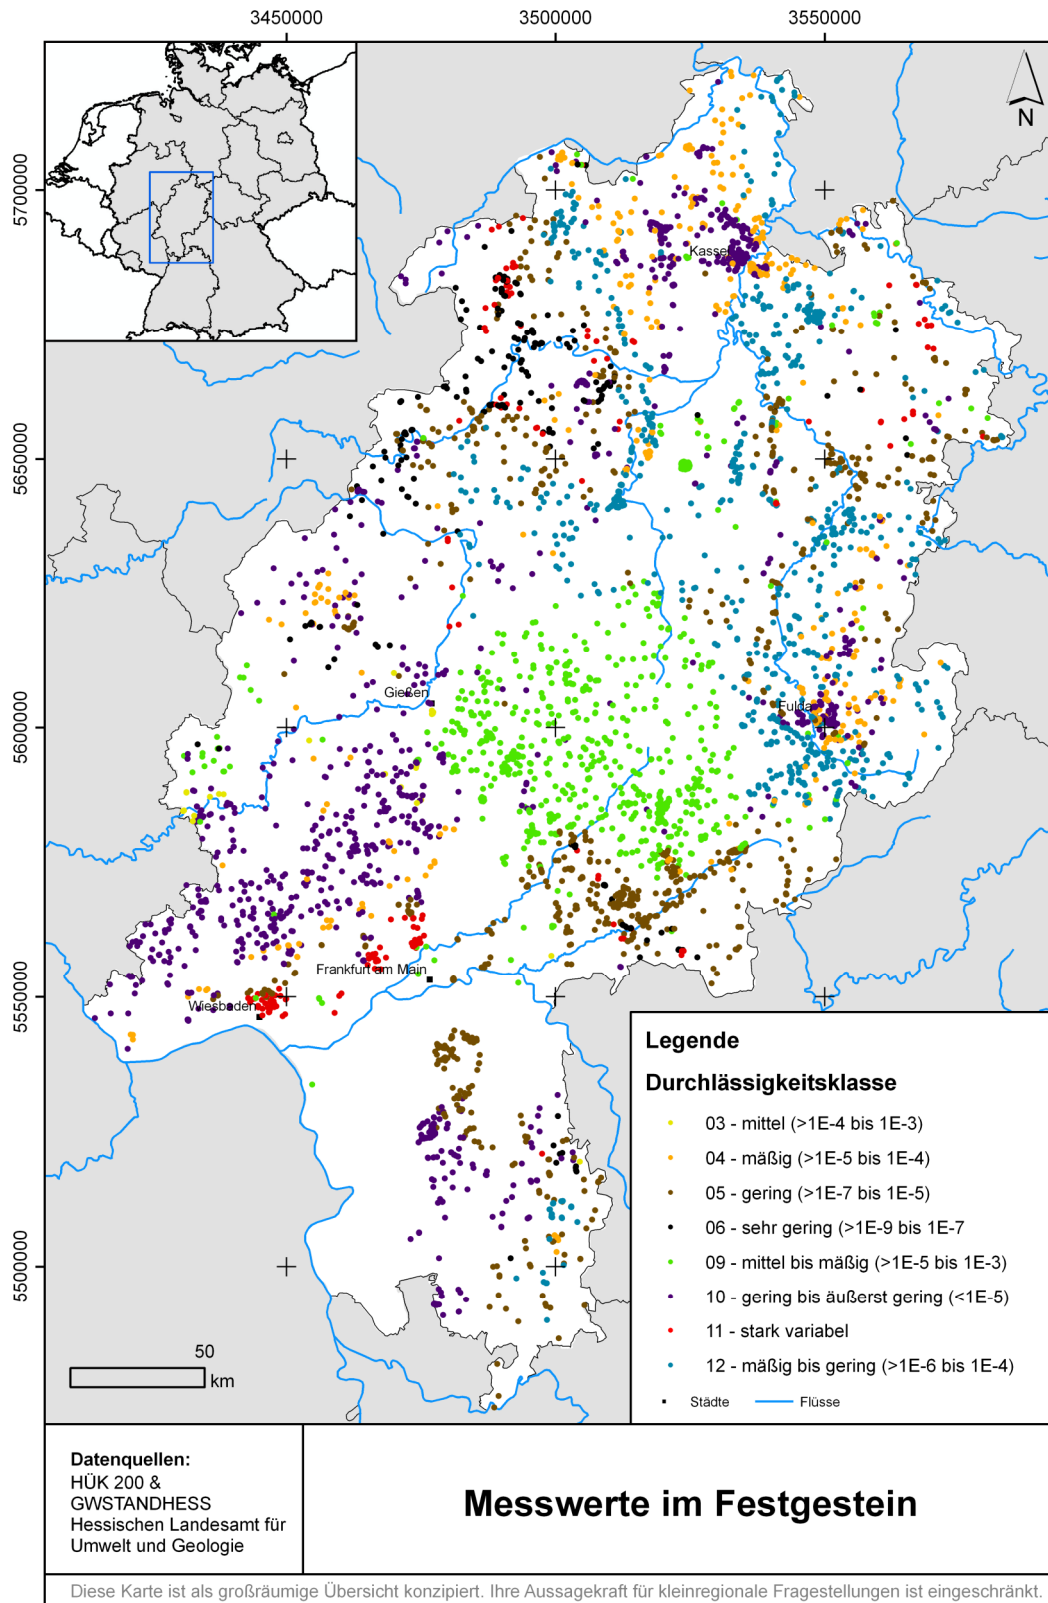 3450000
3500000
3550000
5700000
5650000
5600000
5550000
5500000
N
Kassel
Gießen
Fulda
Frankfurt am Main
Wiesbaden
50
km
Legende
Durchlässigkeitsklasse
03 - mittel (>1E-4 bis 1E-3)
04 - mäßig (>1E-5 bis 1E-4)
05 - gering (>1E-7 bis 1E-5)
06 - sehr gering (>1E-9 bis 1E-7
09 - mittel bis mäßig (>1E-5 bis 1E-3)
10 - gering bis äußerst gering (<1E-5)
11 - stark variabel
12 - mäßig bis gering (>1E-6 bis 1E-4)
Städte Flüsse
Datenquellen:
HÜK 200 &
GWSTANDHESS
Hessischen Landesamt für
Umwelt und Geologie
Messwerte im Festgestein
Diese Karte ist als großräumige Übersicht konzipiert. Ihre Aussagekraft für kleinregionale Fragestellungen ist eingeschränkt.